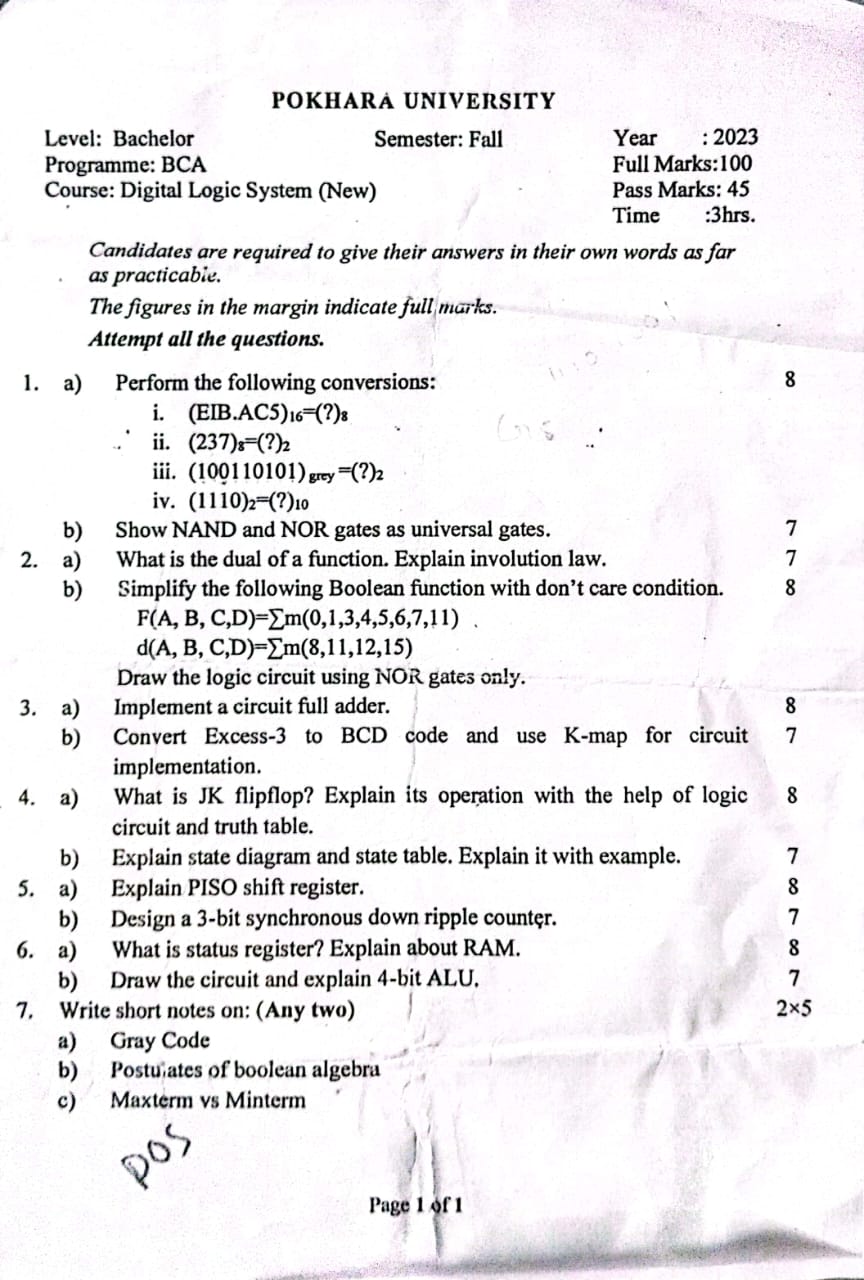 POKHARA UNIVERSITY
Level: Bachelor Semester: Fall Year : 2023
Programme: BCA Full Marks:100
Course: Digital Logic System (New) Pass Marks: 45
Time :3hrs.
Candidates are required to give their answers in their own words as far
as practicable.
The figures in the margin indicate full marks.
Attempt all the questions.
1. a) Perform the following conversions: 8
i. (EIB.AC5)16=(?)8
ii. (237)8=(?)2
iii. (100110101) grey =(?)2
iv. (1110)2=(?)10
b) Show NAND and NOR gates as universal gates. 7
2. a) What is the dual of a function. Explain involution law. 7
b) Simplify the following Boolean function with don't care condition. 8
F(A, B, C,D)=∑m(0,1,3,4,5,6,7,11)
d(A, B, C,D)=∑m(8,11,12,15)
Draw the logic circuit using NOR gates only.
3. a) Implement a circuit full adder. 8
b) Convert Excess-3 to BCD code and use K-map for circuit 7
implementation.
4. a) What is JK flipflop? Explain its operation with the help of logic 8
circuit and truth table.
b) Explain state diagram and state table. Explain it with example. 7
5. a) Explain PISO shift register. 8
b) Design a 3-bit synchronous down ripple counter. 7
6. a) What is status register? Explain about RAM. 8
b) Draw the circuit and explain 4-bit ALU. 7
7. Write short notes on: (Any two) 2×5
a) Gray Code
b) Postulates of boolean algebra
c) Maxterm vs Minterm
POS
Page 1 of 1